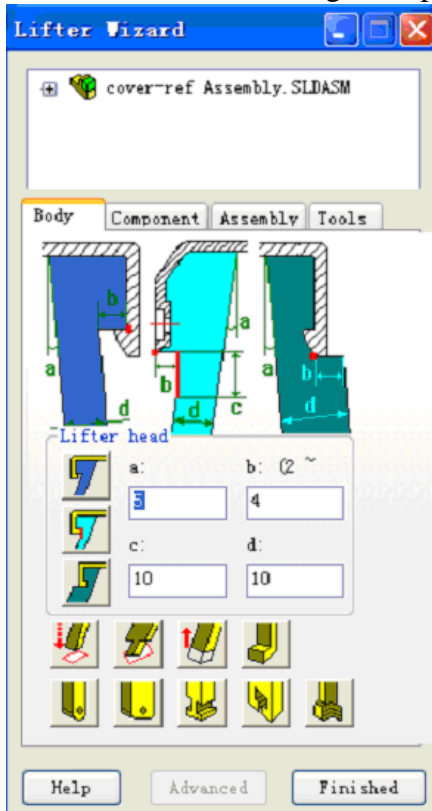 Lifter Wizard
cover-ref Assembly.SLDASM
Body Component Assembly Tools
b a
a b a b
d d c d
Lifter head
a: b: (2 ~
5 4
c: d:
10 10
Help Advanced Finished